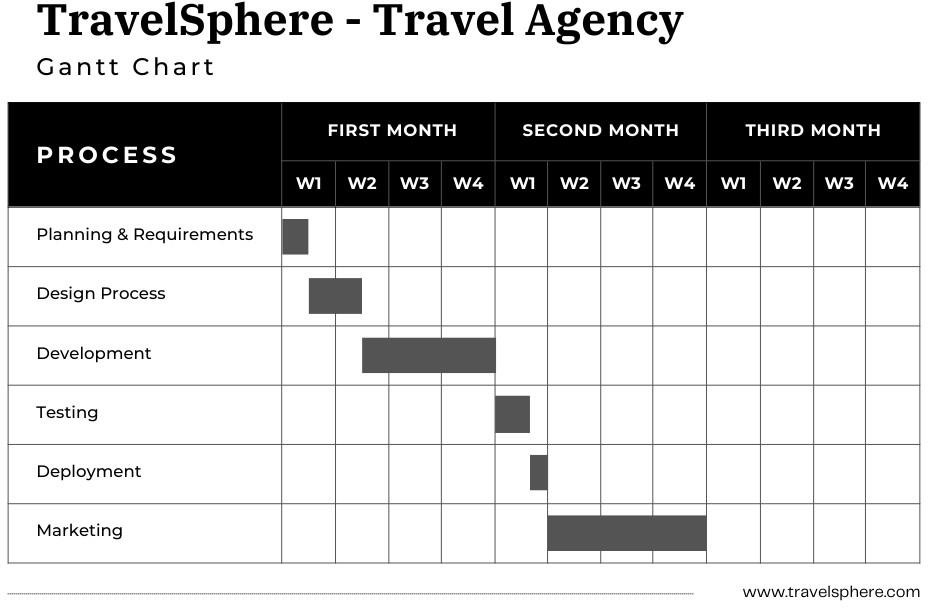 TravelSphere - Travel Agency
Gantt Chart
PROCESS
FIRST MONTH SECOND MONTH THIRD MONTH
W1 W2 W3 W4 W1 W2 W3 W4 W1 W2 W3 W4
Planning & Requirements
Design Process
Development
Testing
Deployment
Marketing
www.travelsphere.com